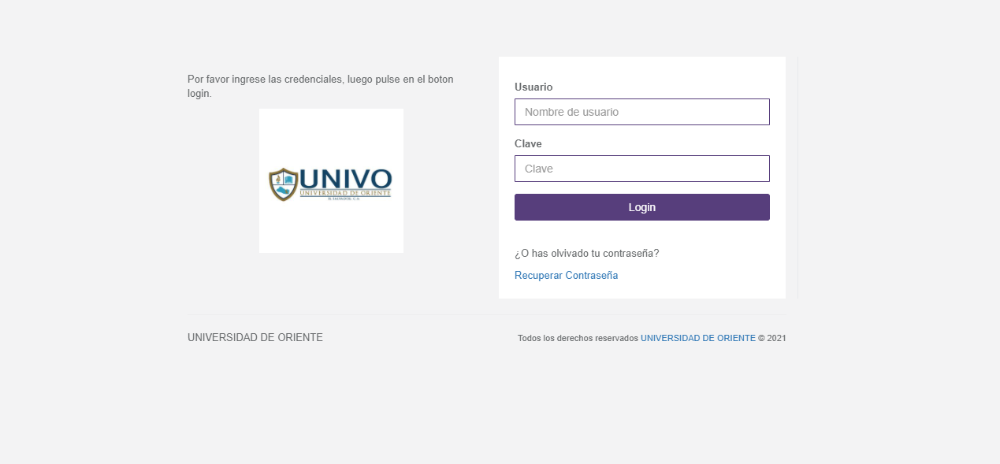 Por favor ingrese las credenciales, luego pulse en el boton
login.
UNIVO
UNIVERSIDAD DE ORIENTE
EL SALVADOR, C.A.
Usuario
Nombre de usuario
Clave
Clave
Login
¿O has olvivado tu contraseña?
Recuperar Contraseña
UNIVERSIDAD DE ORIENTE
Todos los derechos reservados UNIVERSIDAD DE ORIENTE © 2021